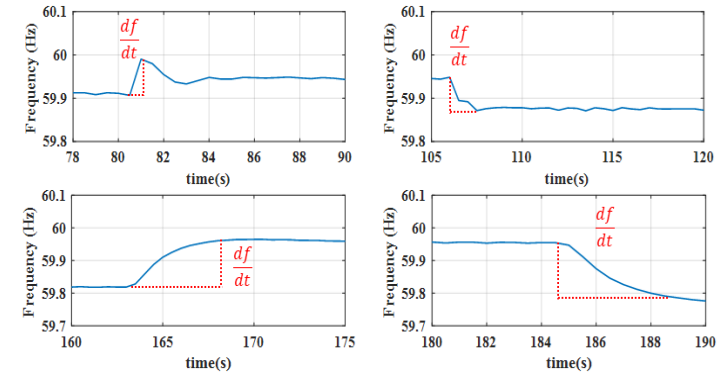 60.1
60
59.9
59.8
Frequency (Hz)
df
dt
78 80 82 84 86 88 90
time(s)
60.1
60
59.9
59.8
Frequency (Hz)
df
dt
105 110 115 120
time(s)
60.1
60
59.9
59.8
59.7
Frequency (Hz)
df
dt
160 165 170 175
time(s)
60.1
60
59.9
59.8
59.7
Frequency (Hz)
df
dt
180 182 184 186 188 190
time(s)